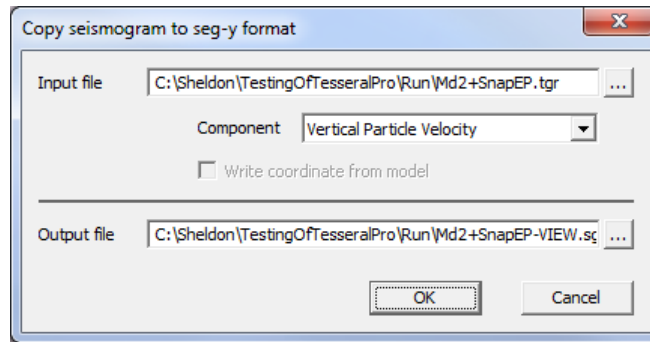 Copy seismogram to seg-y format
Input file C:\Sheldon\TestingOfTesseralPro\Run\Md2+SnapEP.tgr ...
Component Vertical Particle Velocity
Write coordinate from model
Output file C:\Sheldon\TestingOfTesseralPro\Run\Md2+SnapEP-VIEW.sg ...
OK Cancel